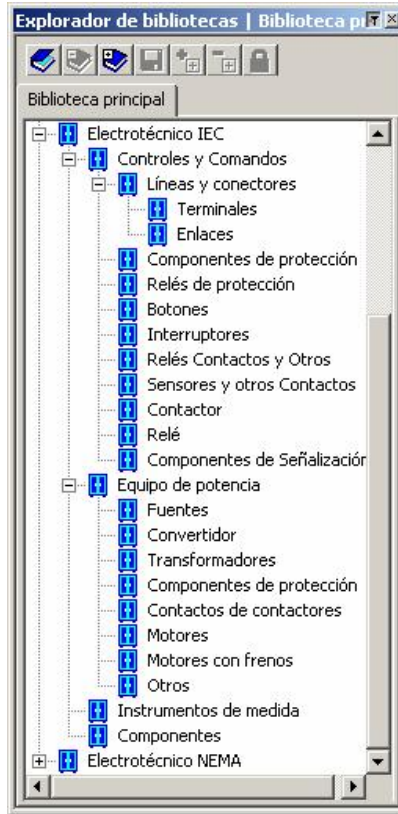 Explorador de bibliotecas | Biblioteca
Biblioteca principal
Electrotécnico IEC
Controles y Comandos
Líneas y conectores
Terminales
Enlaces
Componentes de protección
Relés de protección
Botones
Interruptores
Relés Contactos y Otros
Sensores y otros Contactos
Contactor
Relé
Componentes de Señalización
Equipo de potencia
Fuentes
Convertidor
Transformadores
Componentes de protección
Contactos de contactores
Motores
Motores con frenos
Otros
Instrumentos de medida
Componentes
Electrotécnico NEMA